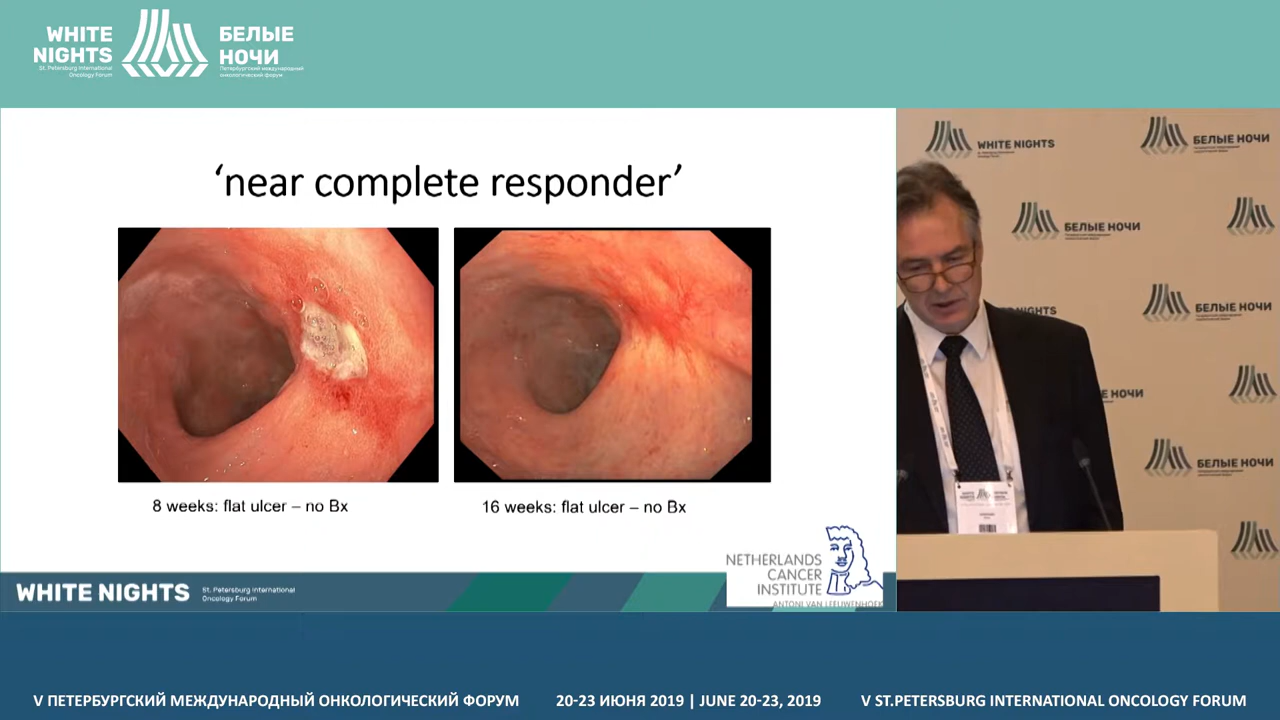 WHITE
NIGHTS
St. Petersburg International
Oncology Forum
БЕЛЫЕ
НОЧИ
Петербургский международный
онкологический форум
'near complete responder'
8 weeks: flat ulcer – no Bx
16 weeks: flat ulcer – no Bx
NETHERLANDS
CANCER
INSTITUTE
ANTONI VAN LEEUWENHOEK
WHITE NIGHTS
St. Petersburg International
Oncology Forum
WHITE NIGHTS
БЕЛЫЕ НОЧИ
БЕЛЫЕ НОЧИ
БЕЛЫЕ НОЧИ
БЕЛЫЕ НОЧИ
V ПЕТЕРБУРГСКИЙ МЕЖДУНАРОДНЫЙ ОНКОЛОГИЧЕСКИЙ ФОРУМ
20-23 ИЮНЯ 2019 | JUNE 20-23, 2019
V ST.PETERSBURG INTERNATIONAL ONCOLOGY FORUM